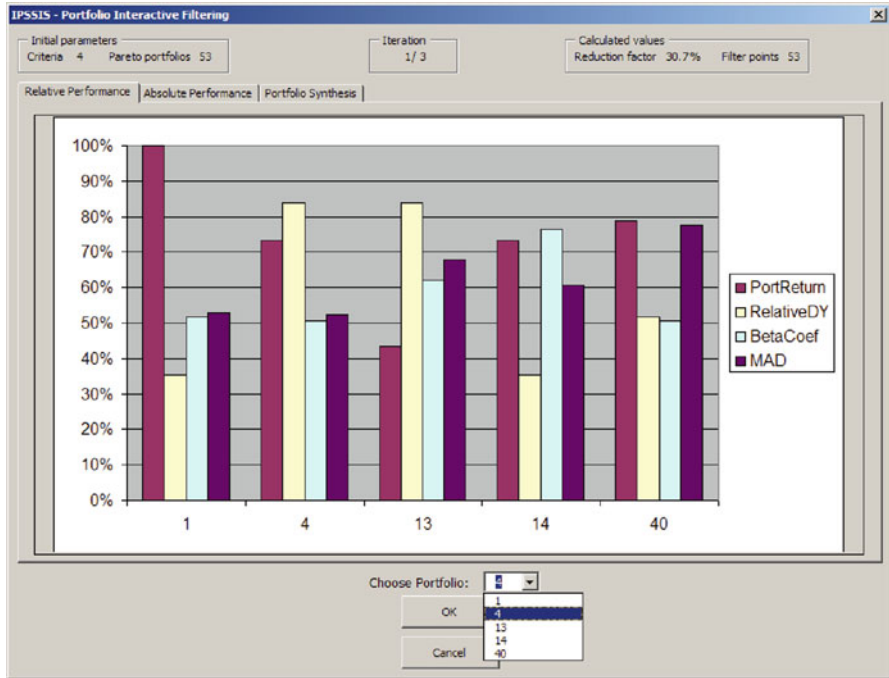 IPSSIS - Portfolio Interactive Filtering
Initial parameters
Criteria 4 Pareto portfolios 53
Iteration
1/ 3
Calculated values
Reduction factor 30.7% Filter points 53
Relative Performance Absolute Performance Portfolio Synthesis
100%
90%
80%
70%
60%
50%
40%
30%
20%
10%
0%
1 4 13 14 40
PortReturn
RelativeDY
BetaCoef
MAD
Choose Portfolio: 4
1
4
13
14
40
OK
Cancel